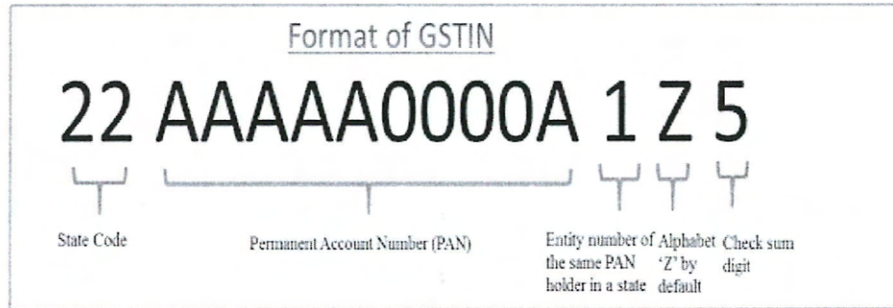 Format of GSTIN
22 AAAAA0000A 1 Z 5
State Code
Permanent Account Number (PAN)
Entity number of
the same PAN
holder in a state
Alphabet
‘Z’ by
default
Check sum
digit